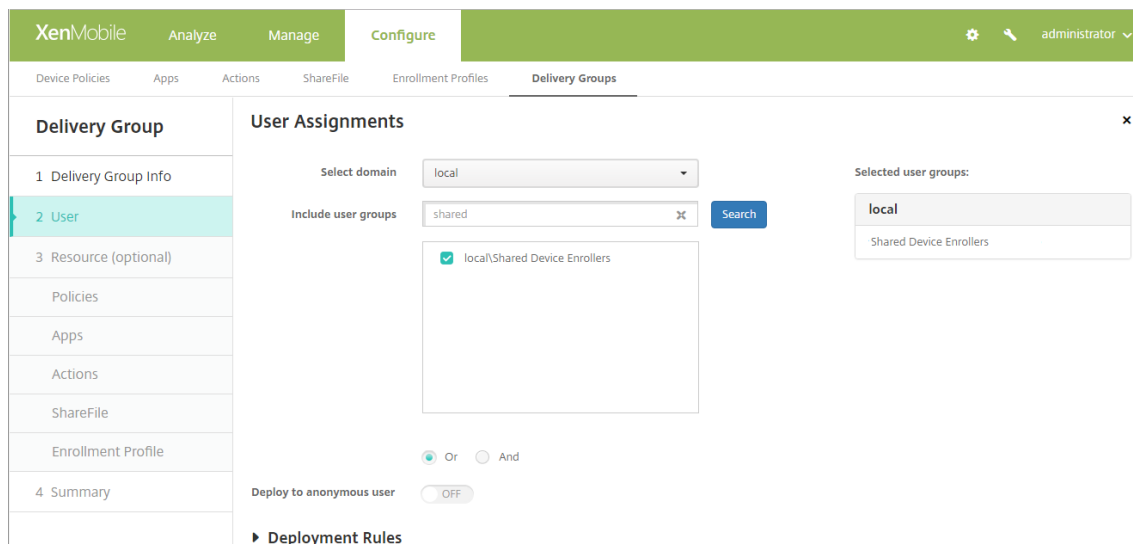 XenMobile Analyze Manage Configure administrator
Device Policies Apps Actions ShareFile Enrollment Profiles Delivery Groups
Delivery Group
1 Delivery Group Info
2 User
3 Resource (optional)
Policies
Apps
Actions
ShareFile
Enrollment Profile
4 Summary
User Assignments
Select domain local
Include user groups shared Search
local\Shared Device Enrollers
Or And
Deploy to anonymous user OFF
Deployment Rules
Selected user groups:
local
Shared Device Enrollers